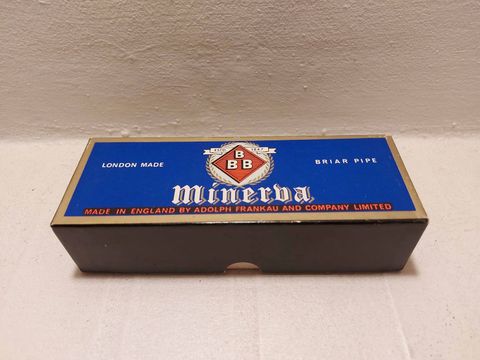 B
BBB
LONDON MADE
BRIAR PIPE
Minerva
MADE IN ENGLAND BY ADOLPH FRANKAU AND COMPANY LIMITED